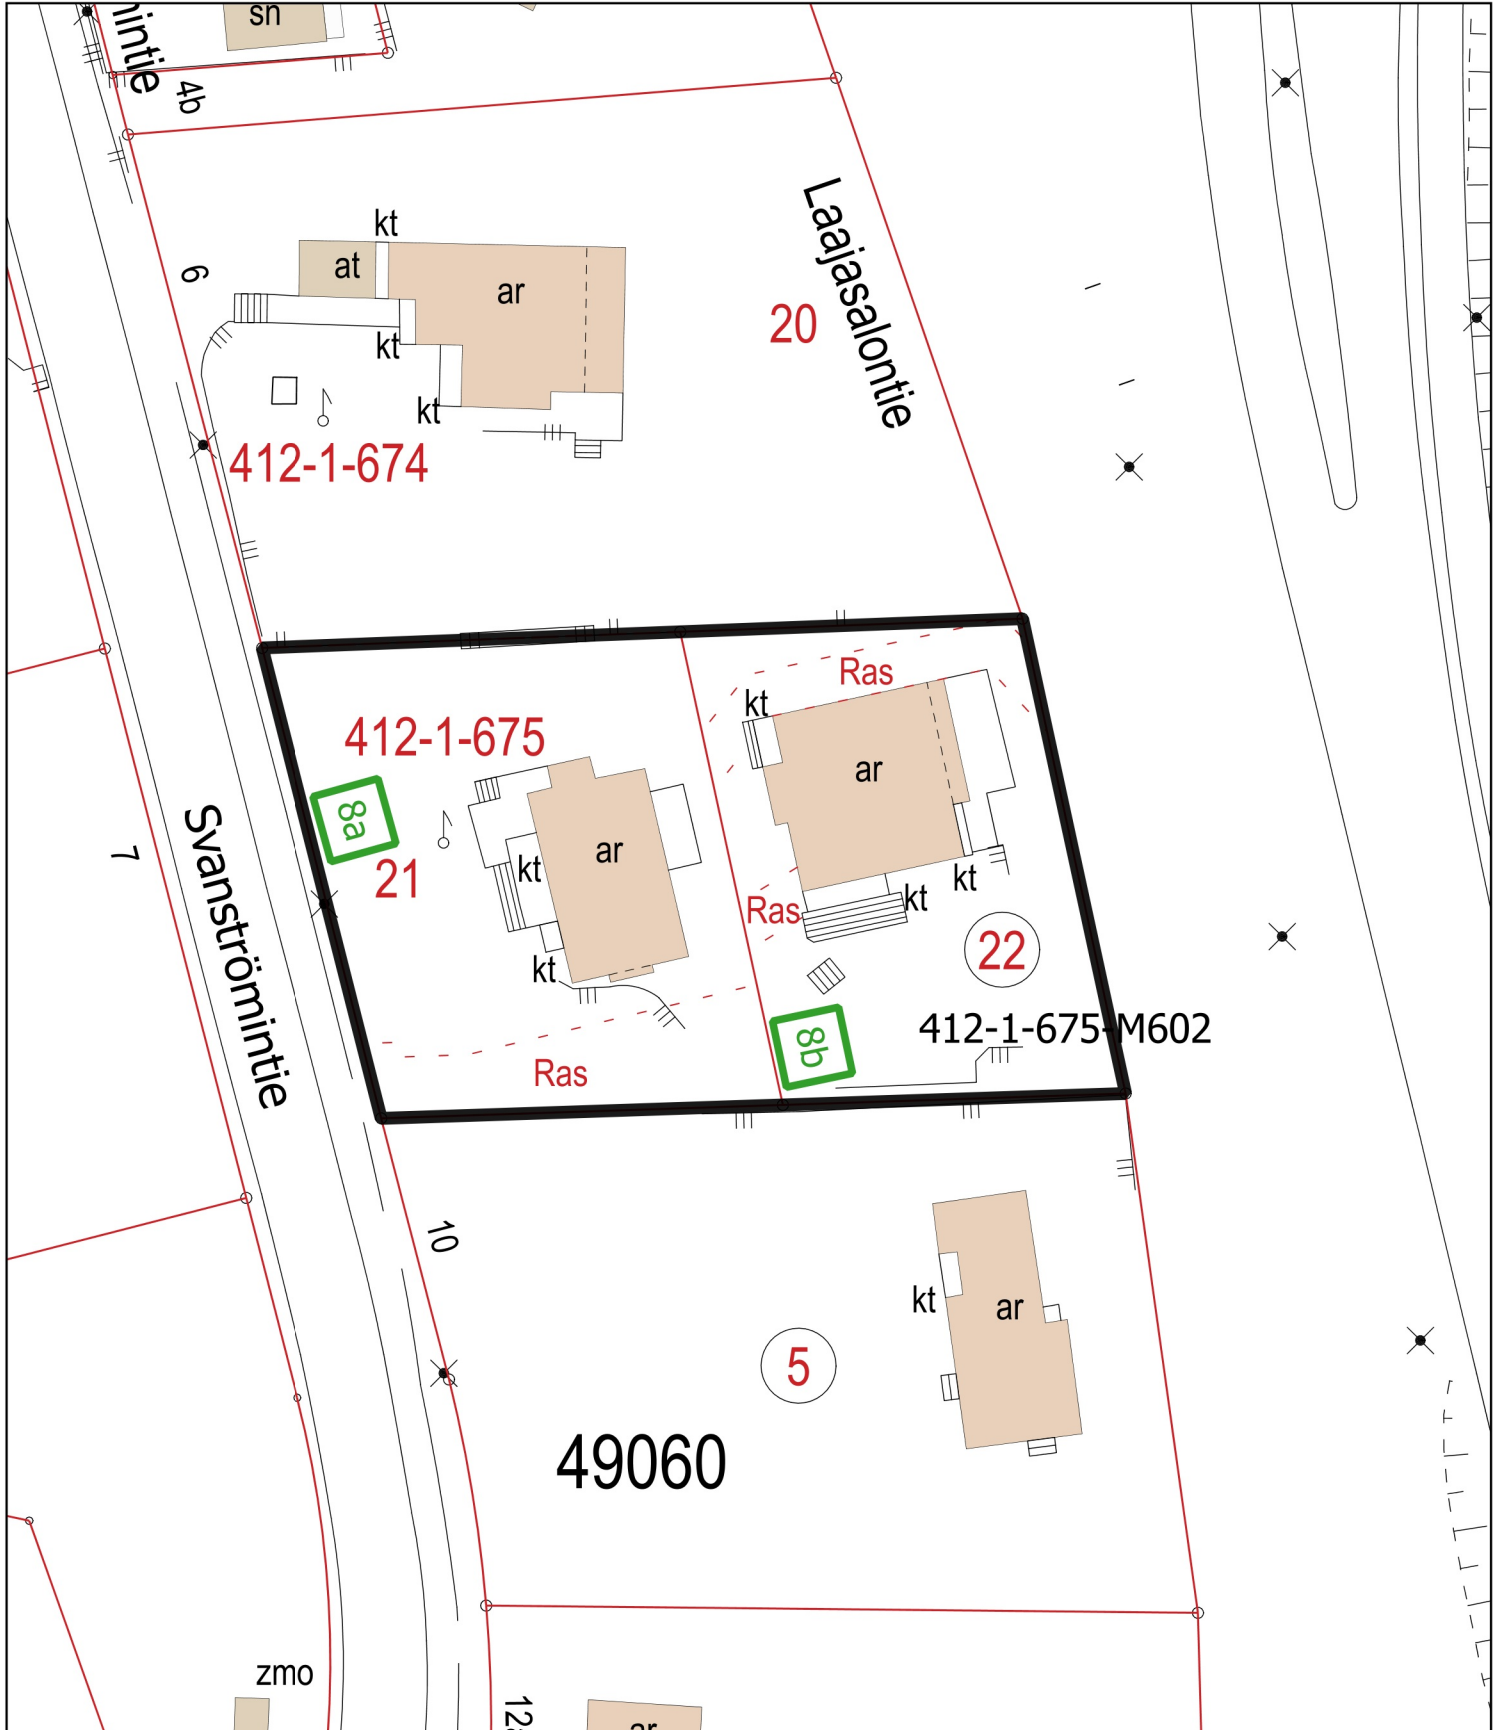 sn
4b
kt
at
ar
6
20
Laajasalontie
kt
kt
412-1-674
Ras
kt
412-1-675
ar
8a
ar
21
kt
7
Svanströmintie
kt
kt
Ras
22
kt
412-1-675-M602
8b
Ras
10
kt
ar
5
49060
zmo